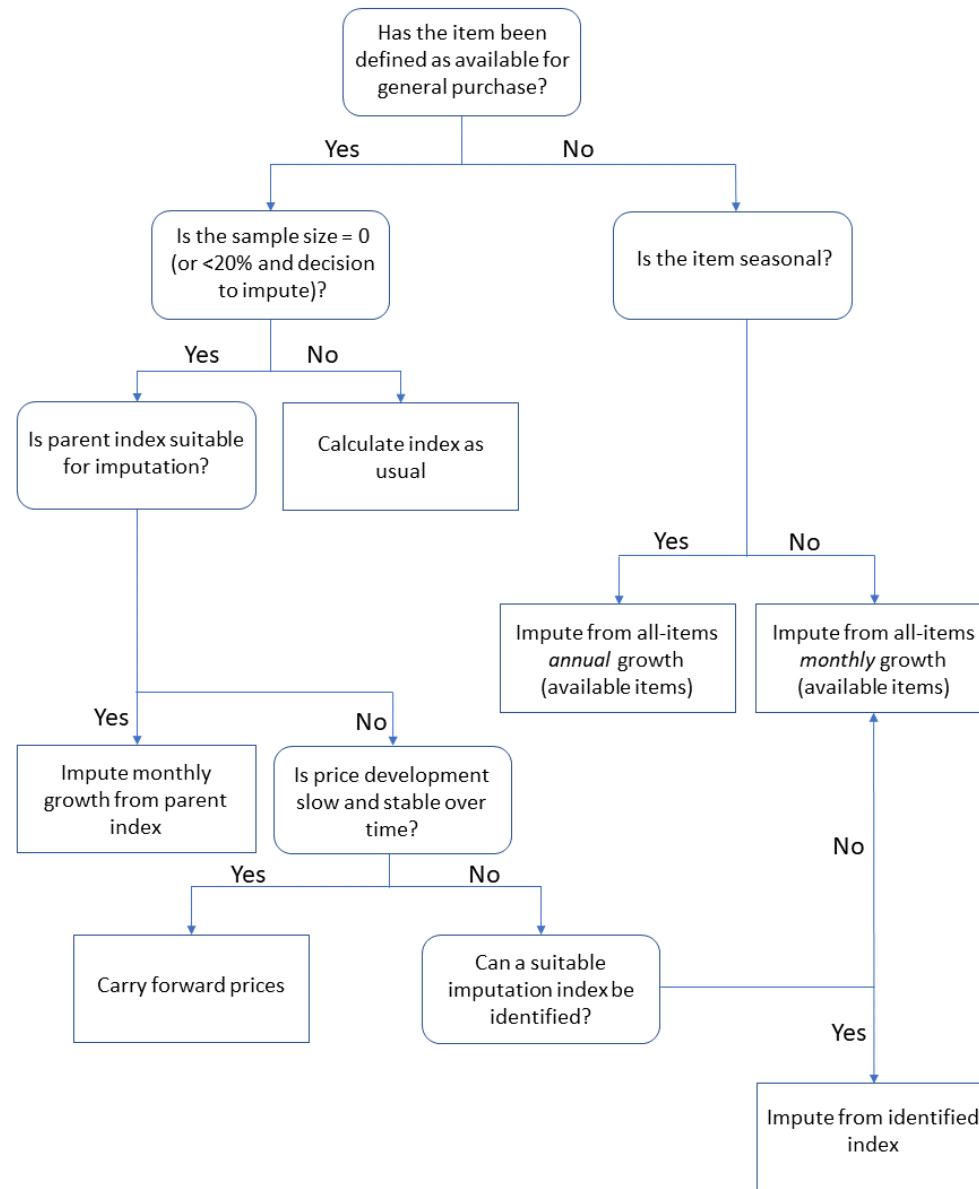 Has the item been
defined as available for
general purchase?
Yes
No
Is the sample size = 0
(or <20% and decision
to impute)?
Is the item seasonal?
Yes
No
Is parent index suitable
for imputation?
Calculate index as
usual
Yes
No
Impute from all-items
annual growth
(available items)
Impute from all-items
monthly growth
(available items)
Yes
No
Impute monthly
growth from parent
index
Is price development
slow and stable over
time?
No
Yes
No
Carry forward prices
Can a suitable
imputation index be
identified?
Yes
Impute from identified
index